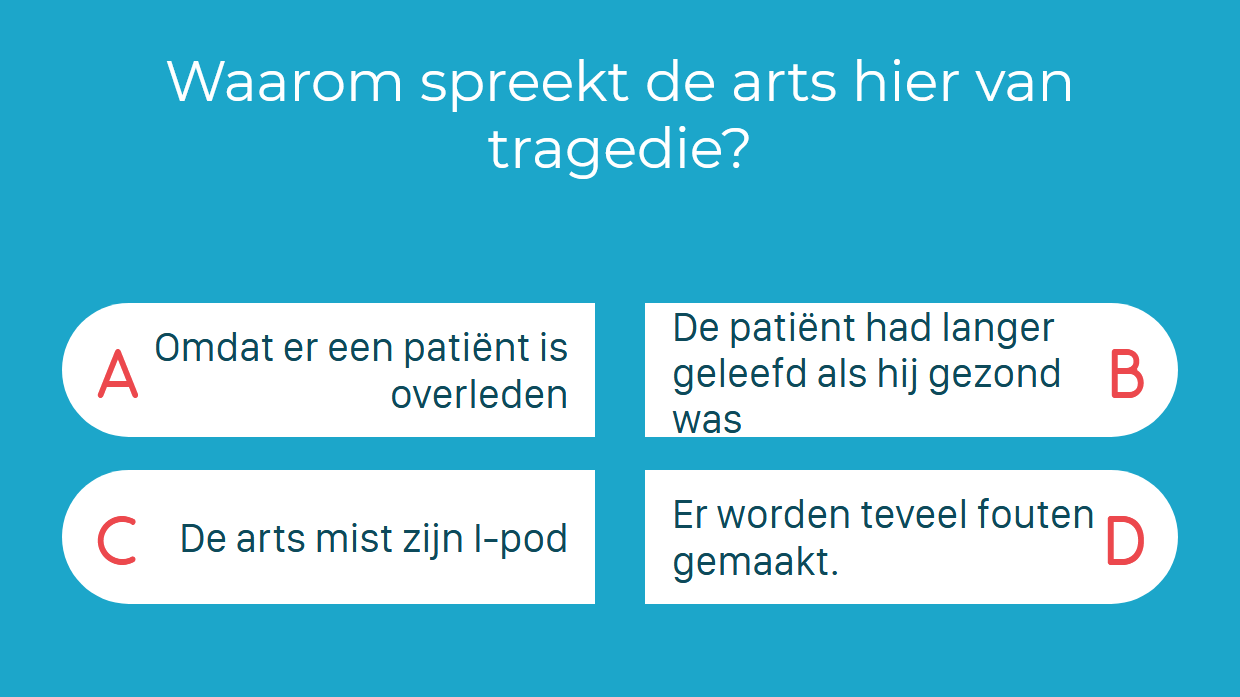 Waarom spreekt de arts hier van
tragedie?
A
Omdat er een patiënt is
overleden
De patiënt had langer
geleefd als hij gezond
was
B
C
De arts mist zijn I-pod
Er worden teveel fouten
gemaakt.
D